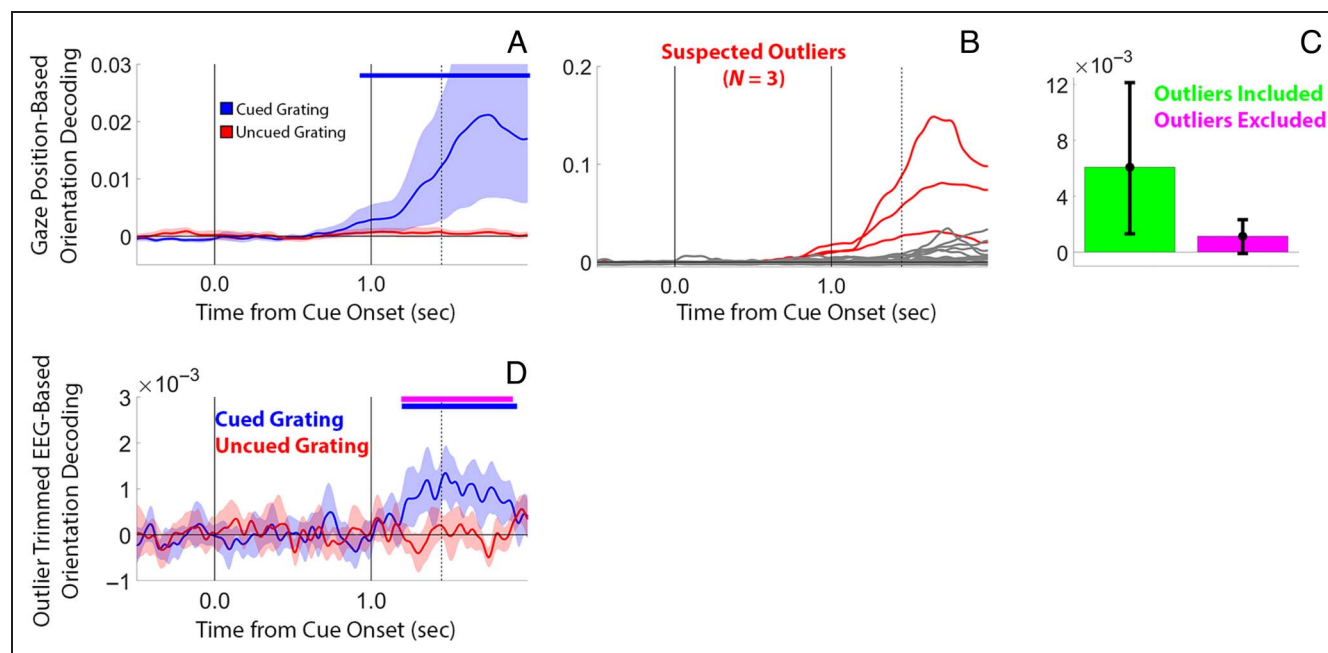 A
Gaze Position-Based
Orientation Decoding
0.03
0.02
0.01
0
Cued Grating
Uncued Grating
0.0
1.0
Time from Cue Onset (sec)
B
Suspected Outliers
(N = 3)
0.2
0.1
0
0.0
1.0
Time from Cue Onset (sec)
C
×10⁻³
12
8
4
0
Outliers Included
Outliers Excluded
D
Outlier Trimmed EEG-Based
Orientation Decoding
×10⁻³
3
2
1
0
−1
Cued Grating
Uncued Grating
0.0
1.0
Time from Cue Onset (sec)